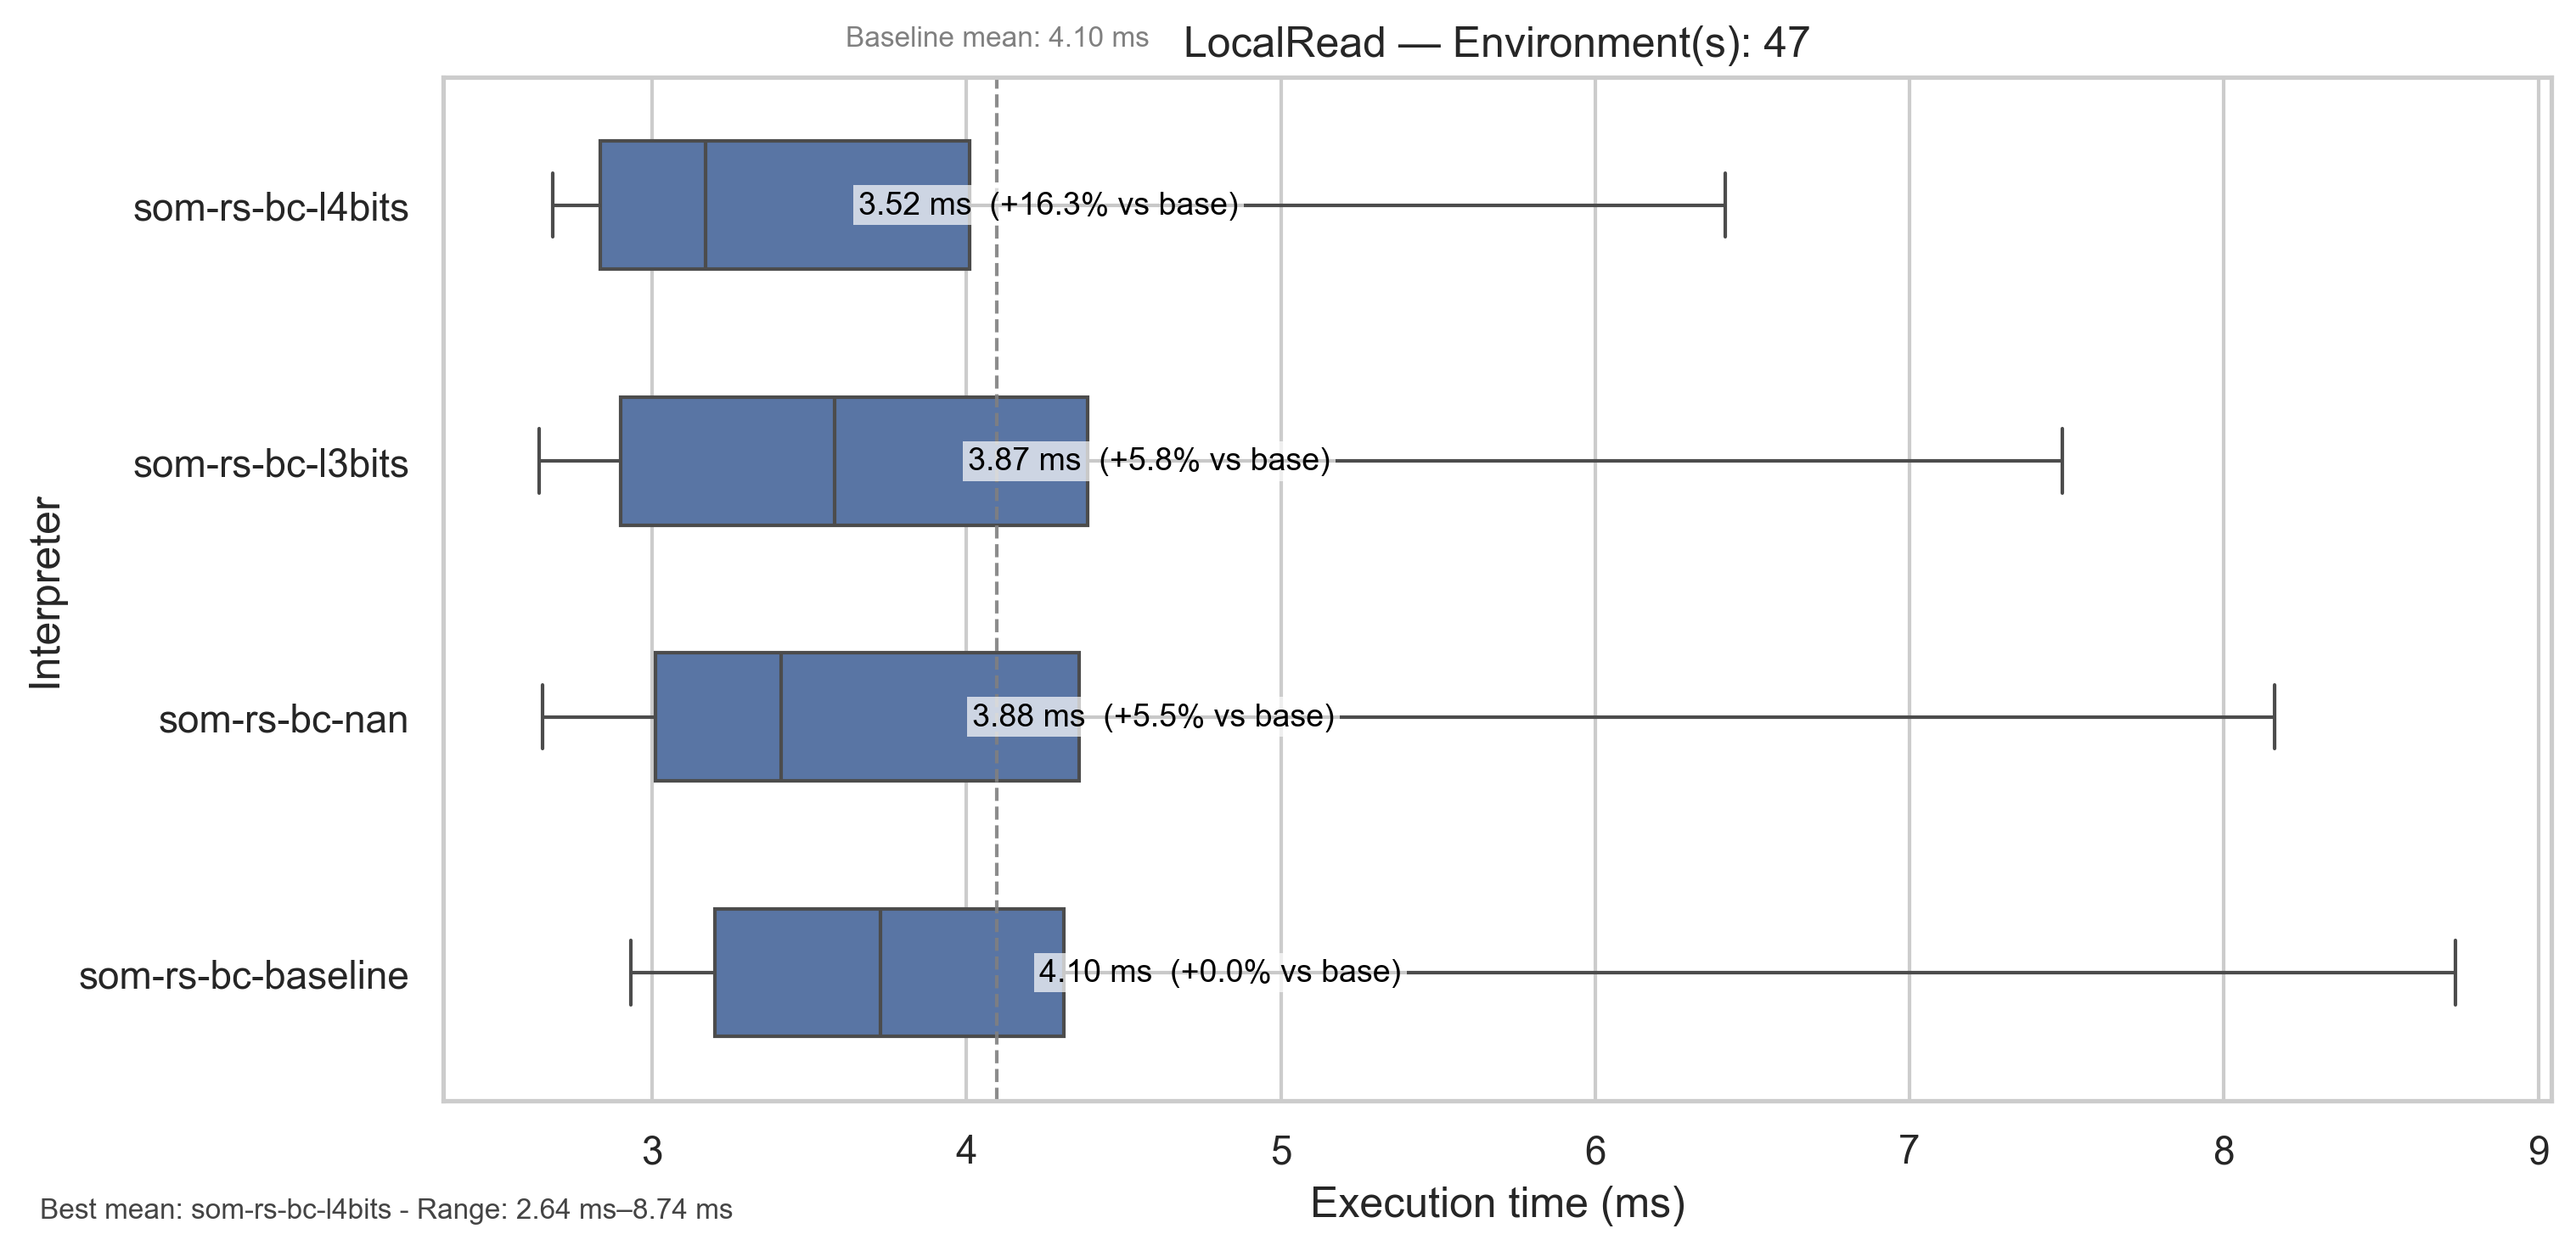 Baseline mean: 4.10 ms
LocalRead — Environment(s): 47
Interpreter
som-rs-bc-l4bits
3.52 ms (+16.3% vs base)
som-rs-bc-l3bits
3.87 ms (+5.8% vs base)
som-rs-bc-nan
3.88 ms (+5.5% vs base)
som-rs-bc-baseline
4.10 ms (+0.0% vs base)
3 4 5 6 7 8 9
Execution time (ms)
Best mean: som-rs-bc-l4bits - Range: 2.64 ms–8.74 ms